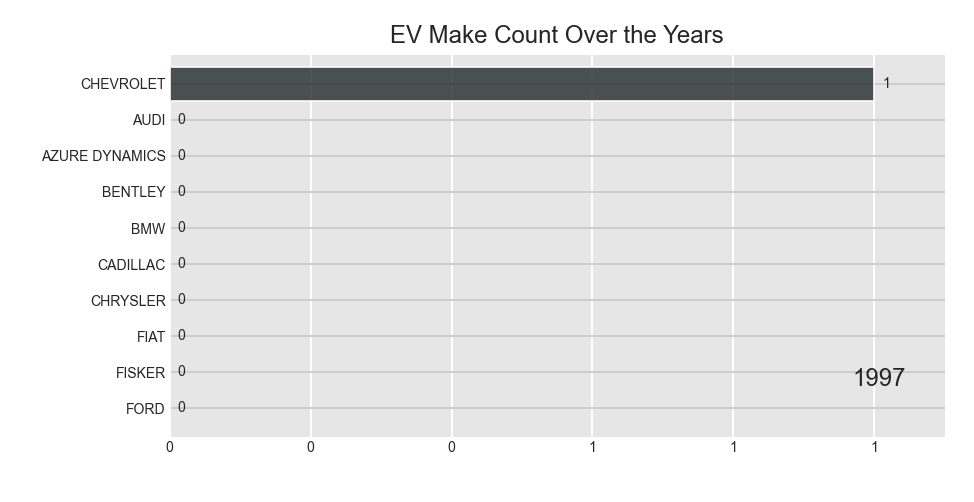 EV Make Count Over the Years
CHEVROLET 1
AUDI 0
AZURE DYNAMICS 0
BENTLEY 0
BMW 0
CADILLAC 0
CHRYSLER 0
FIAT 0
FISKER 0
1997
FORD 0
0 0 0 1 1 1